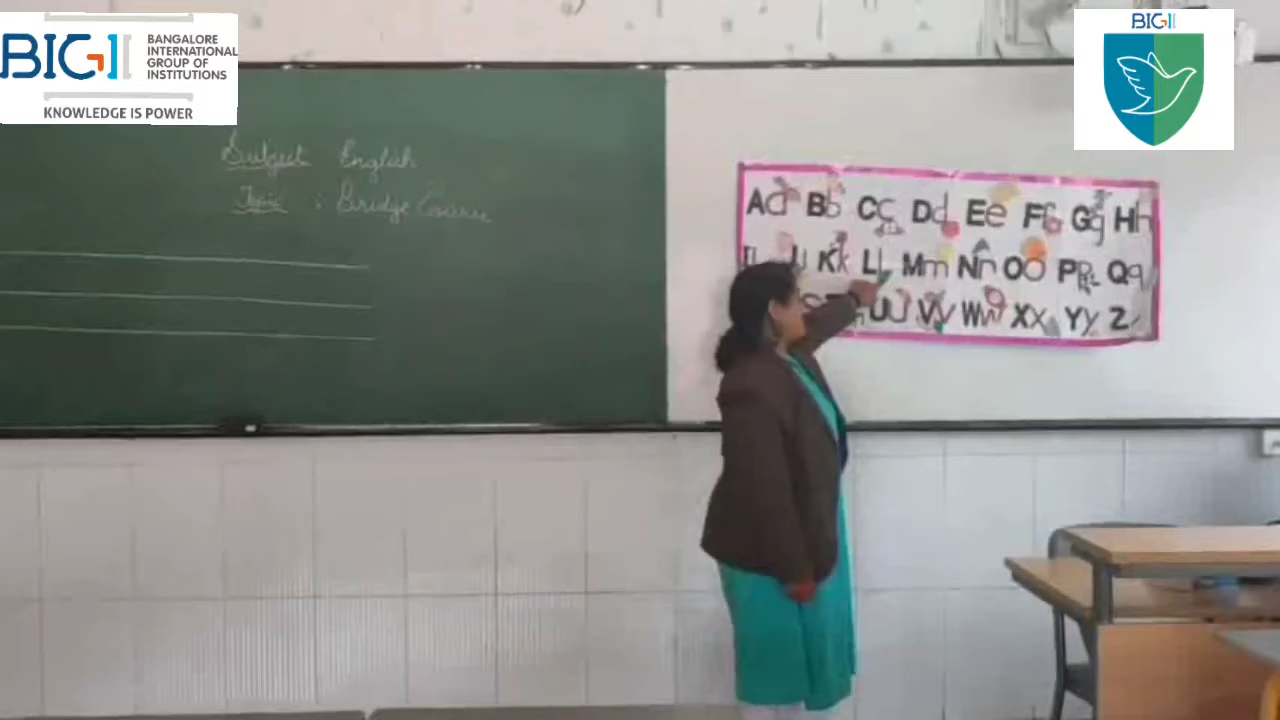 BIGI
BANGALORE
INTERNATIONAL
GROUP OF
INSTITUTIONS
KNOWLEDGE IS POWER
BIGI
Subject English
Topic : Bridge Course
Aa Bb Cc Dd Ee Ff Gg Hh
Kk Ll Mm Nn Oo Pp Qq
S Uu Vv Ww Xx Yy Z